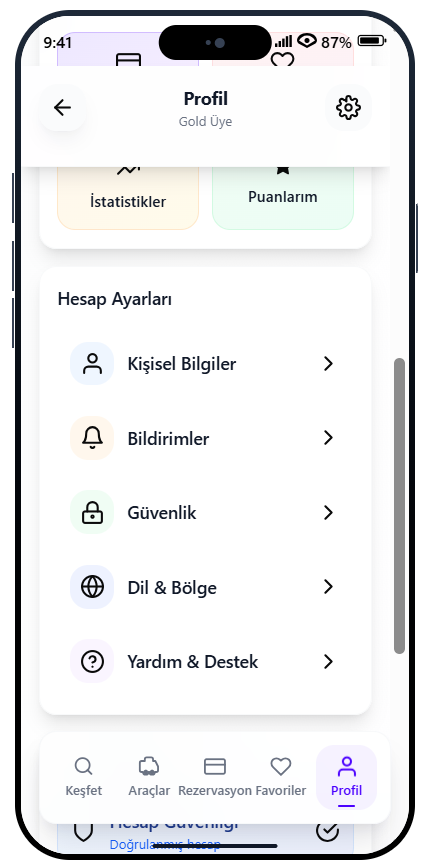 9:41
87%
Profil
Gold Üye
İstatistikler
Puanlarım
Hesap Ayarları
Kişisel Bilgiler
Bildirimler
Güvenlik
Dil & Bölge
Yardım & Destek
Keşfet
Araçlar
Rezervasyon
Favoriler
Profil
Hesap Güvenliği
Doğrulanmış hesap